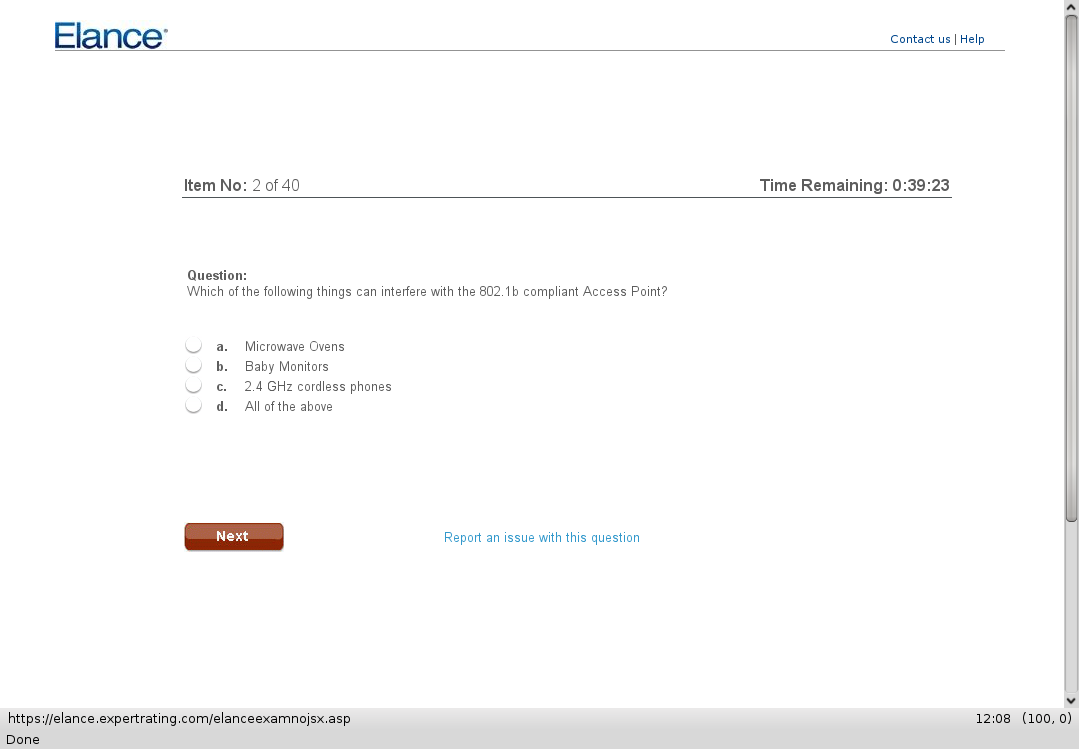 Elance®
Contact us | Help
Item No: 2 of 40
Time Remaining: 0:39:23
Question:
Which of the following things can interfere with the 802.1b compliant Access Point?
a. Microwave Ovens
b. Baby Monitors
c. 2.4 GHz cordless phones
d. All of the above
Next
Report an issue with this question
https://elance.expertrating.com/elanceexamnojsx.asp
12:08 (100, 0)
Done